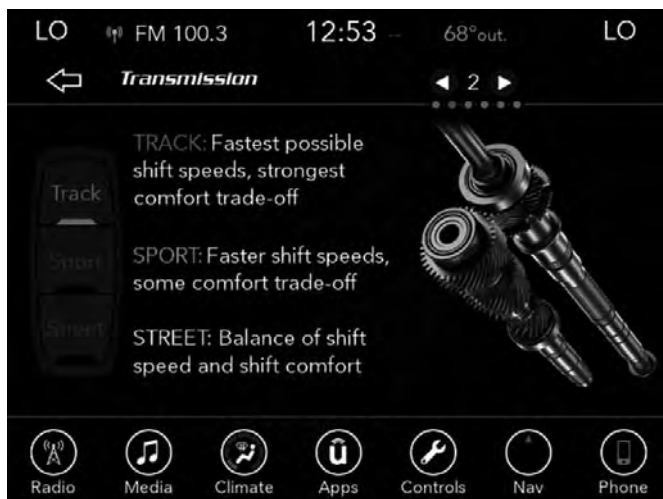 LO FM 100.3 12:53 -- 68°out. LO
Transmission 2
TRACK: Fastest possible
shift speeds, strongest
comfort trade-off
Track
SPORT: Faster shift speeds,
some comfort trade-off
Sport
STREET: Balance of shift
speed and shift comfort
Street
û
Radio Media Climate Apps Controls Nav Phone